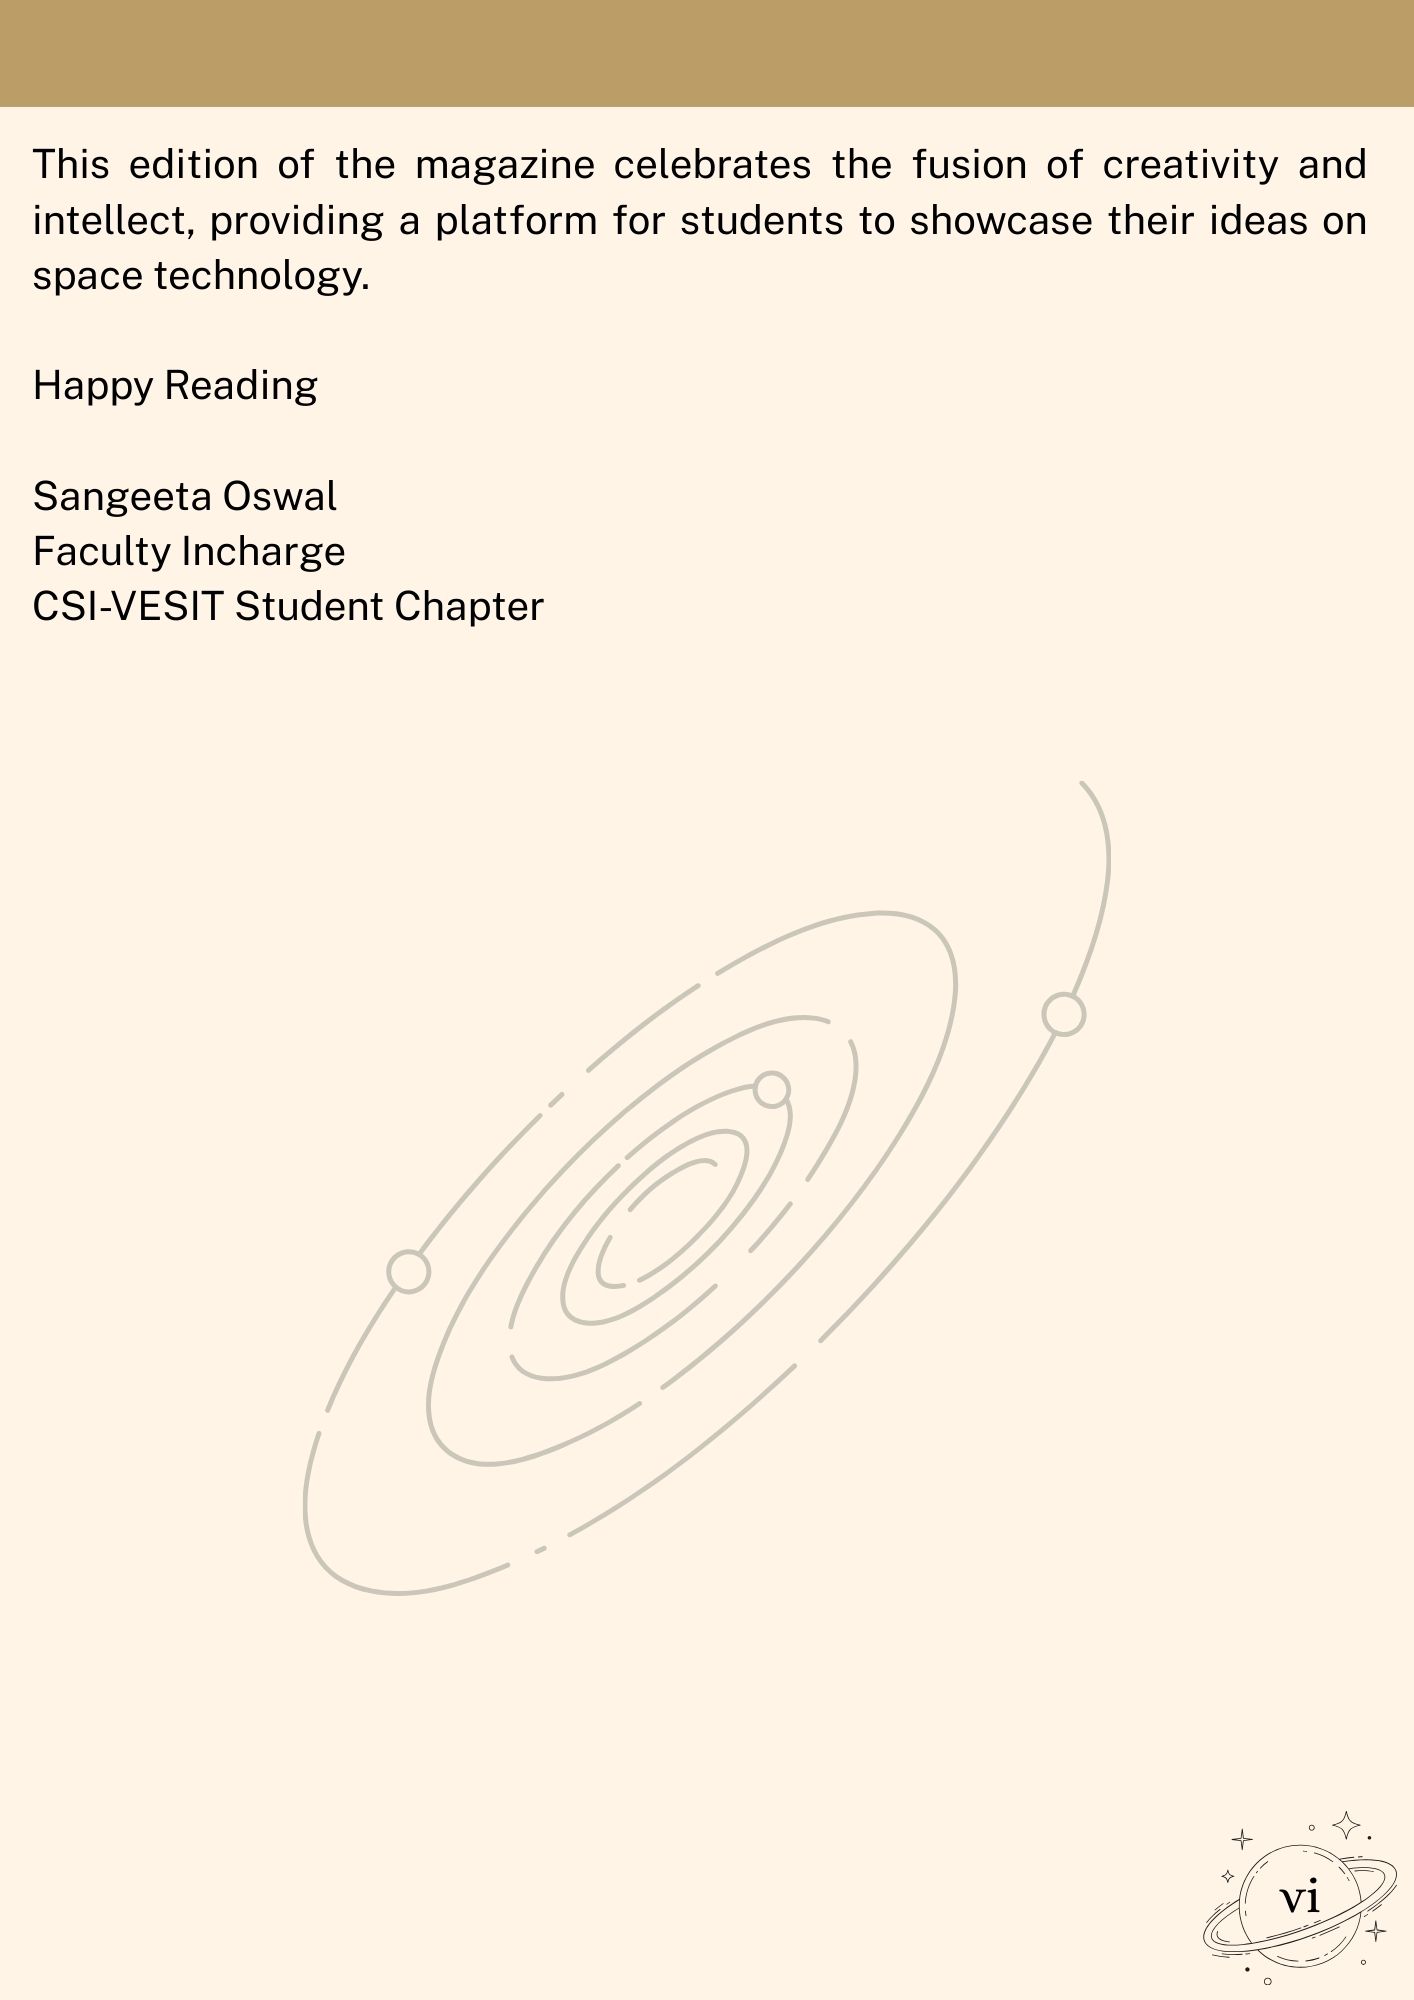 This edition of the magazine celebrates the fusion of creativity and
intellect, providing a platform for students to showcase their ideas on
space technology.
Happy Reading
Sangeeta Oswal
Faculty Incharge
CSI-VESIT Student Chapter
vi